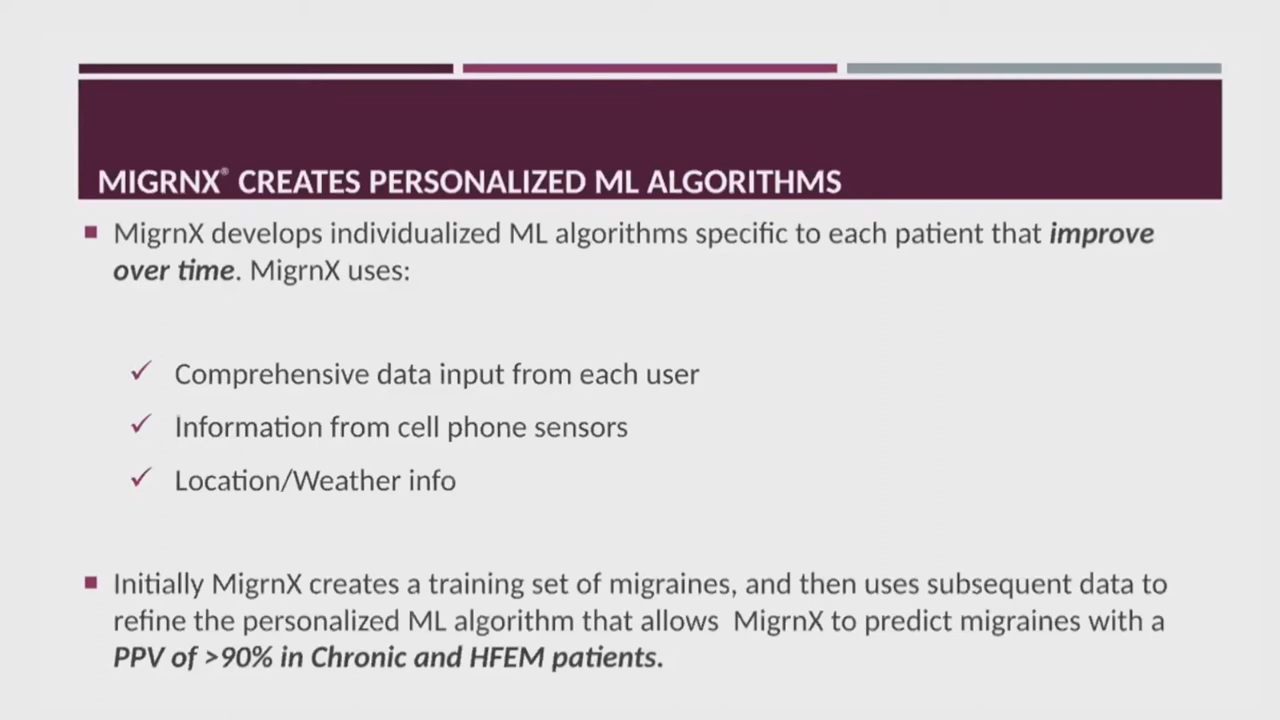 MIGRNX® CREATES PERSONALIZED ML ALGORITHMS
MigrnX develops individualized ML algorithms specific to each patient that improve
over time. MigrnX uses:
Comprehensive data input from each user
Information from cell phone sensors
Location/Weather info
Initially MigrnX creates a training set of migraines, and then uses subsequent data to
refine the personalized ML algorithm that allows  MigrnX to predict migraines with a
PPV of >90% in Chronic and HFEM patients.